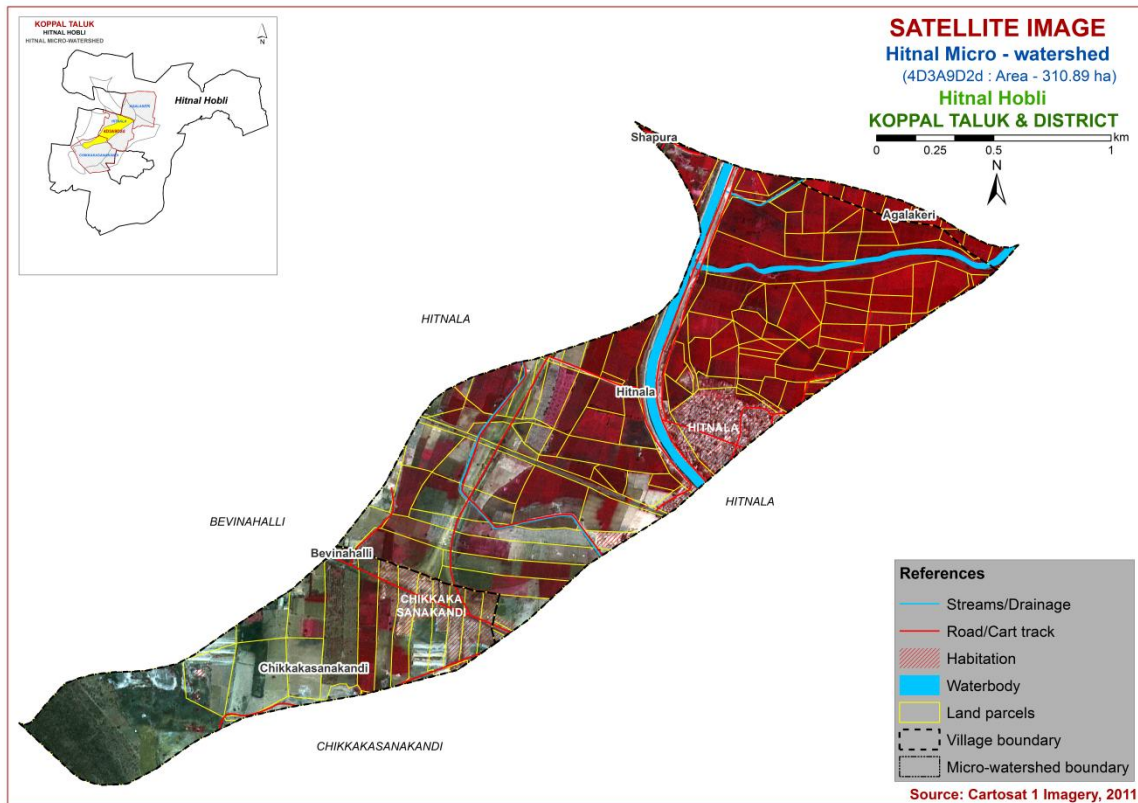 KOPPAL TALUK
HITNAL HOBLI
HITNAL MICRO-WATERSHED
N
Hitnal Hobli
HITNALA
CHIKKAKASANAKANDI
SATELLITE IMAGE
Hitnal Micro - watershed
(4D3A9D2d : Area - 310.89 ha)
Hitnal Hobli
KOPPAL TALUK & DISTRICT
km
0 0.25 0.5 1
N
Shapura
Agalakeri
HITNALA
Hitnala
HITNALA
HITNALA
BEVINAHALLI
Bevinahalli
CHIKKAKA
SANAKANDI
Chikkakasanakandi
CHIKKAKASANAKANDI
References
Streams/Drainage
Road/Cart track
Habitation
Waterbody
Land parcels
Village boundary
Micro-watershed boundary
Source: Cartosat 1 Imagery, 2011